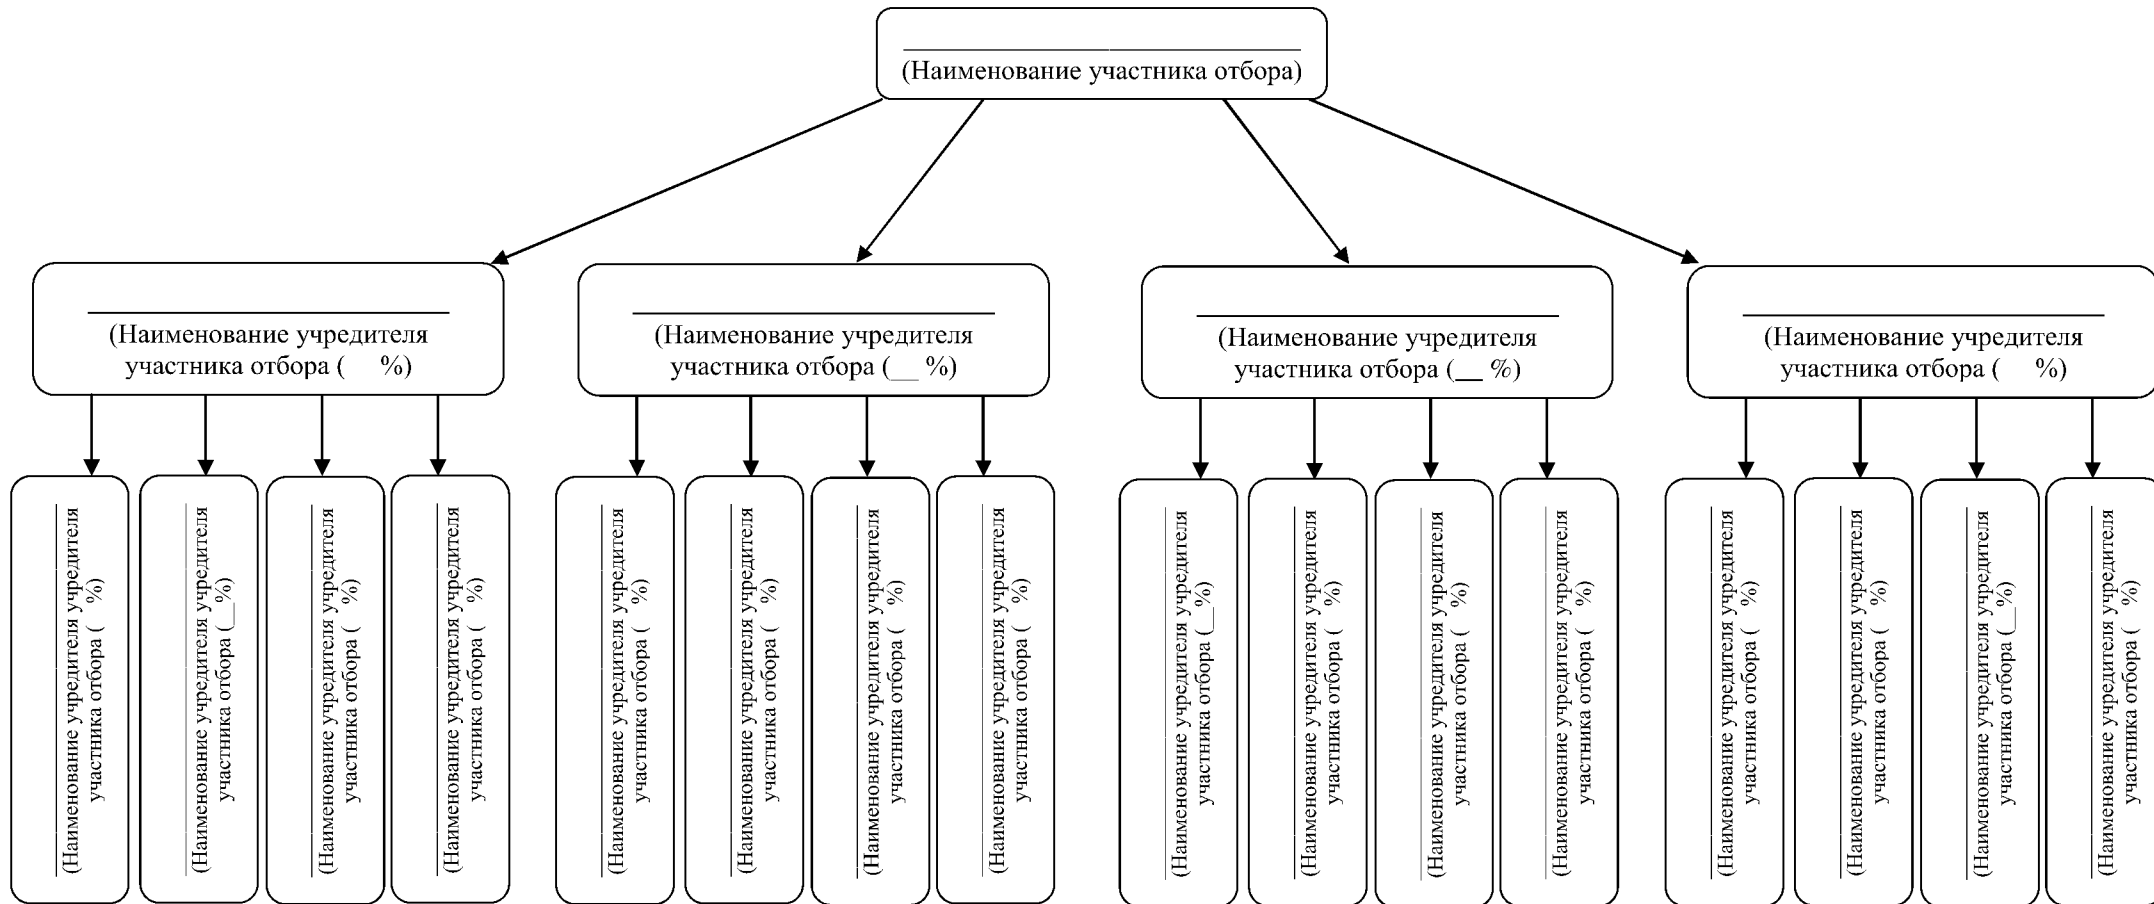 (Наименование участника отбора)
(Наименование учредителя
участника отбора (   %)
(Наименование учредителя
участника отбора (__ %)
(Наименование учредителя
участника отбора (__ %)
(Наименование учредителя
участника отбора (   %)
(Наименование учредителя учредителя
участника отбора (   %)
(Наименование учредителя учредителя
участника отбора (__%)
(Наименование учредителя учредителя
участника отбора (   %)
(Наименование учредителя учредителя
участника отбора (   %)
(Наименование учредителя учредителя
участника отбора (   %)
(Наименование учредителя учредителя
участника отбора (   %)
(Наименование учредителя учредителя
участника отбора (   %)
(Наименование учредителя учредителя
участника отбора (   %)
(Наименование учредителя учредителя
участника отбора (__%)
(Наименование учредителя учредителя
участника отбора (   %)
(Наименование учредителя учредителя
участника отбора (   %)
(Наименование учредителя учредителя
участника отбора (   %)
(Наименование учредителя учредителя
участника отбора (   %)
(Наименование учредителя учредителя
участника отбора (   %)
(Наименование учредителя учредителя
участника отбора (__%)
(Наименование учредителя учредителя
участника отбора (   %)